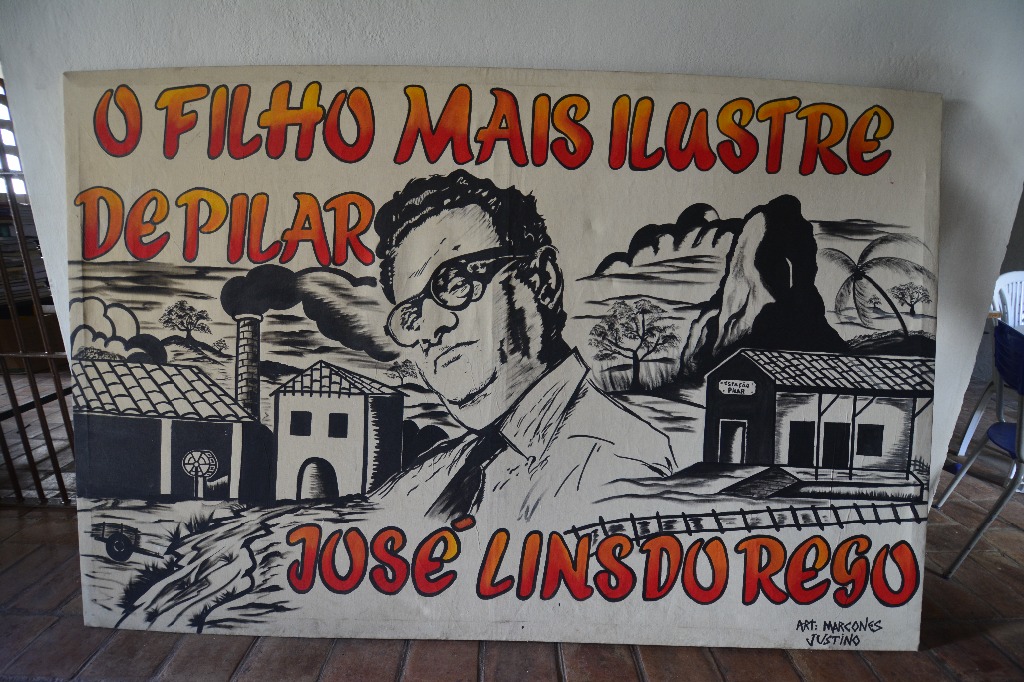 O FILHO MAIS ILUSTRE
DE PILAR
ESTAÇÃO
PILAR
JOSÉ LINS DO REGO
ART: MARCONES
JUSTINO